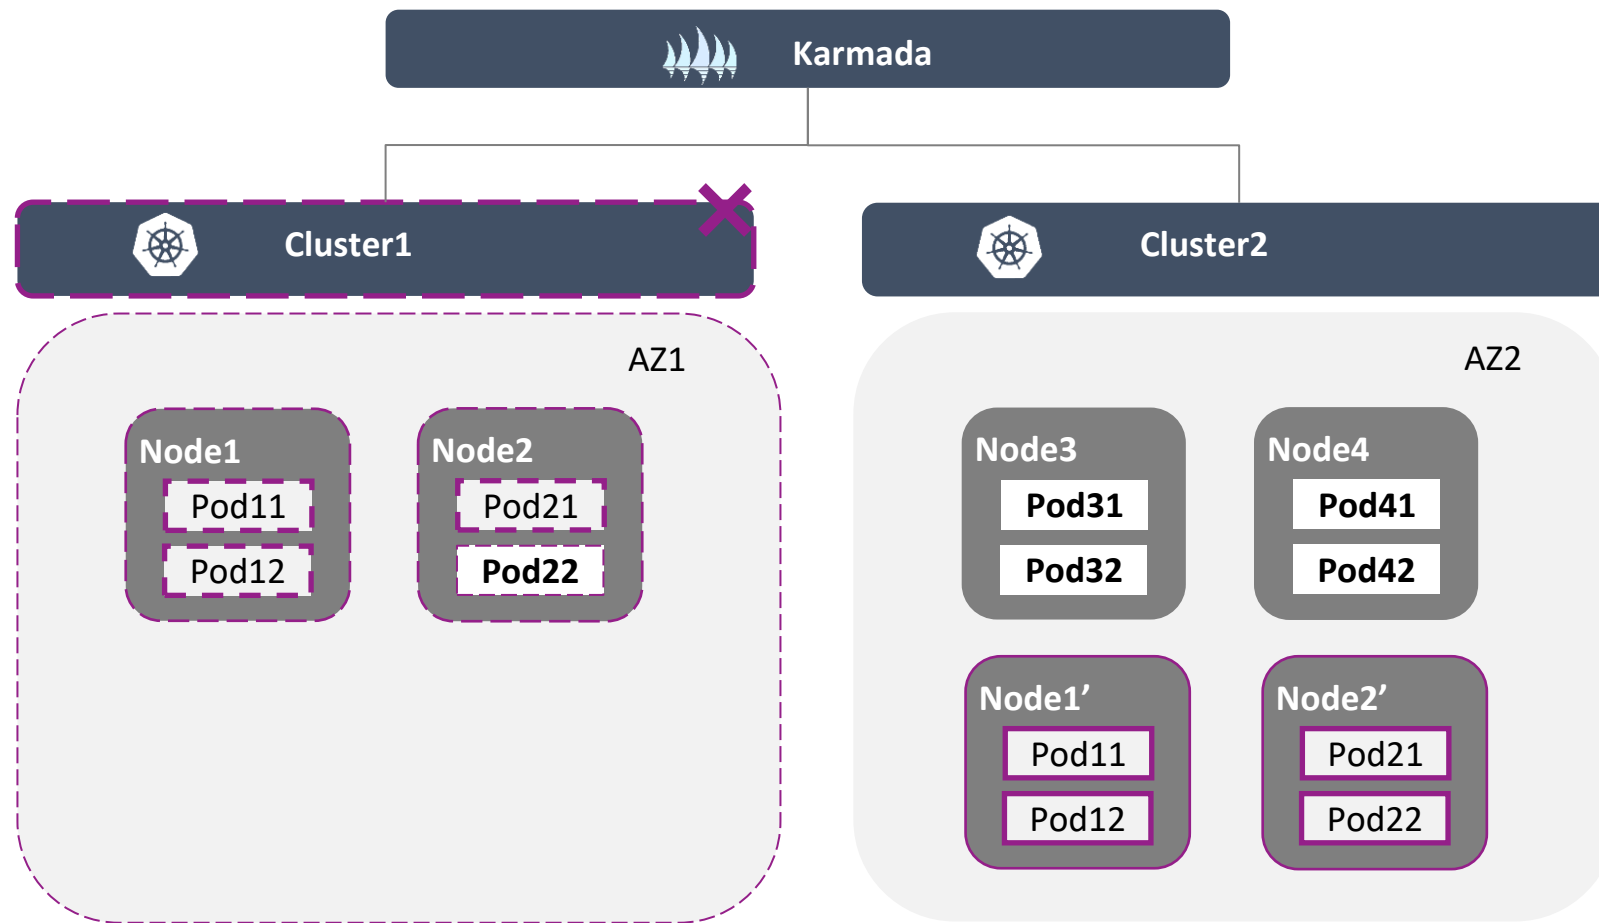 Karmada
Cluster1
Cluster2
AZ1
AZ2
Node1
Pod11
Pod12
Node2
Pod21
Pod22
Node3
Pod31
Pod32
Node4
Pod41
Pod42
Node1’
Pod11
Pod12
Node2’
Pod21
Pod22